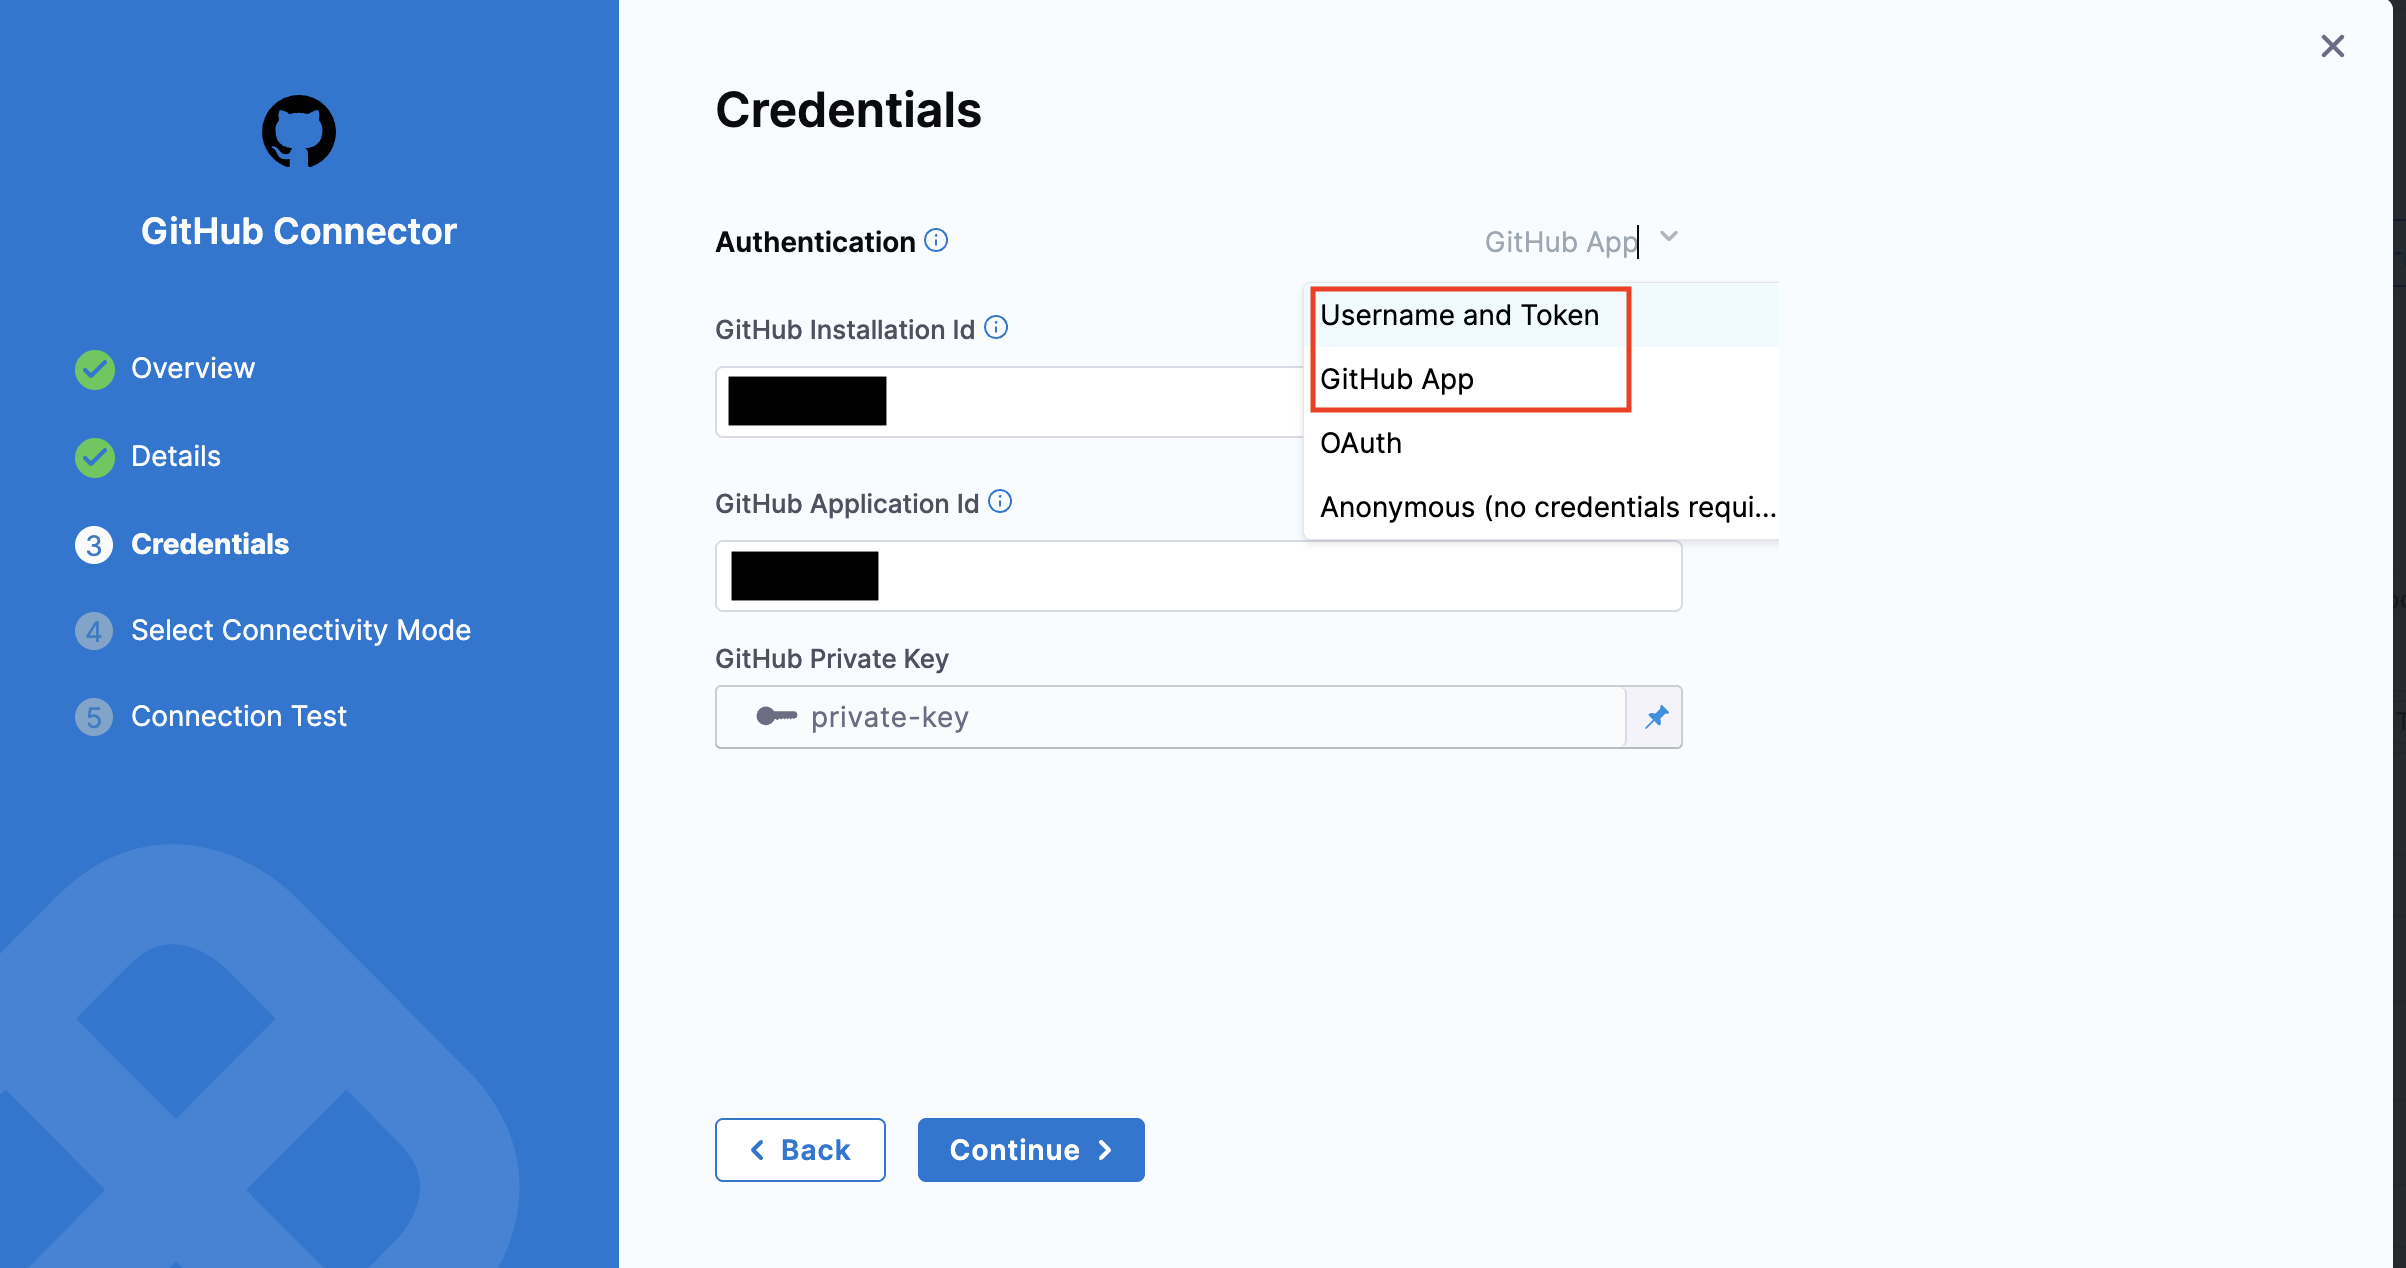 GitHub Connector
Overview
Details
3 Credentials
4 Select Connectivity Mode
5 Connection Test
Credentials
Authentication
GitHub App
Username and Token
GitHub App
OAuth
Anonymous (no credentials requi...
GitHub Installation Id
GitHub Application Id
GitHub Private Key
private-key
Back
Continue